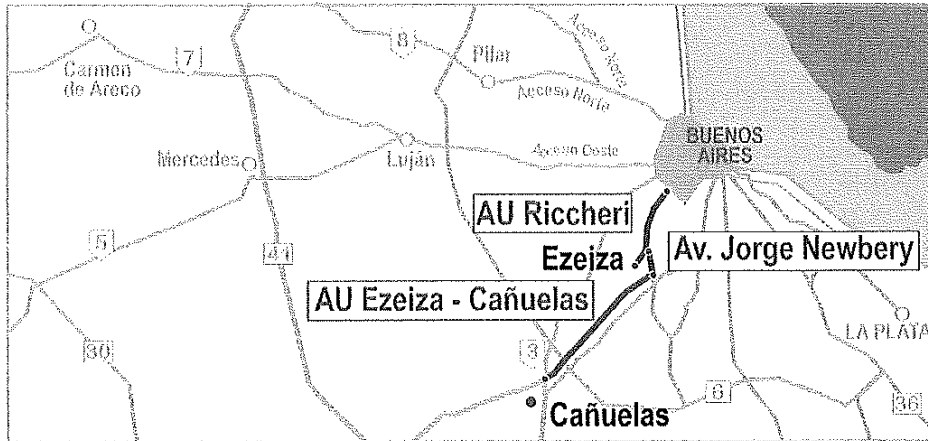 8
Acceso Norte
Pilar
7
Carmen
de Areco
Acceso Norte
BUENOS
AIRES
Mercedes
Luján
Acceso Oeste
AU Riccheri
5
41
Ezeiza
Av. Jorge Newbery
AU Ezeiza - Cañuelas
LA PLATA
30
3
6
36
Cañuelas